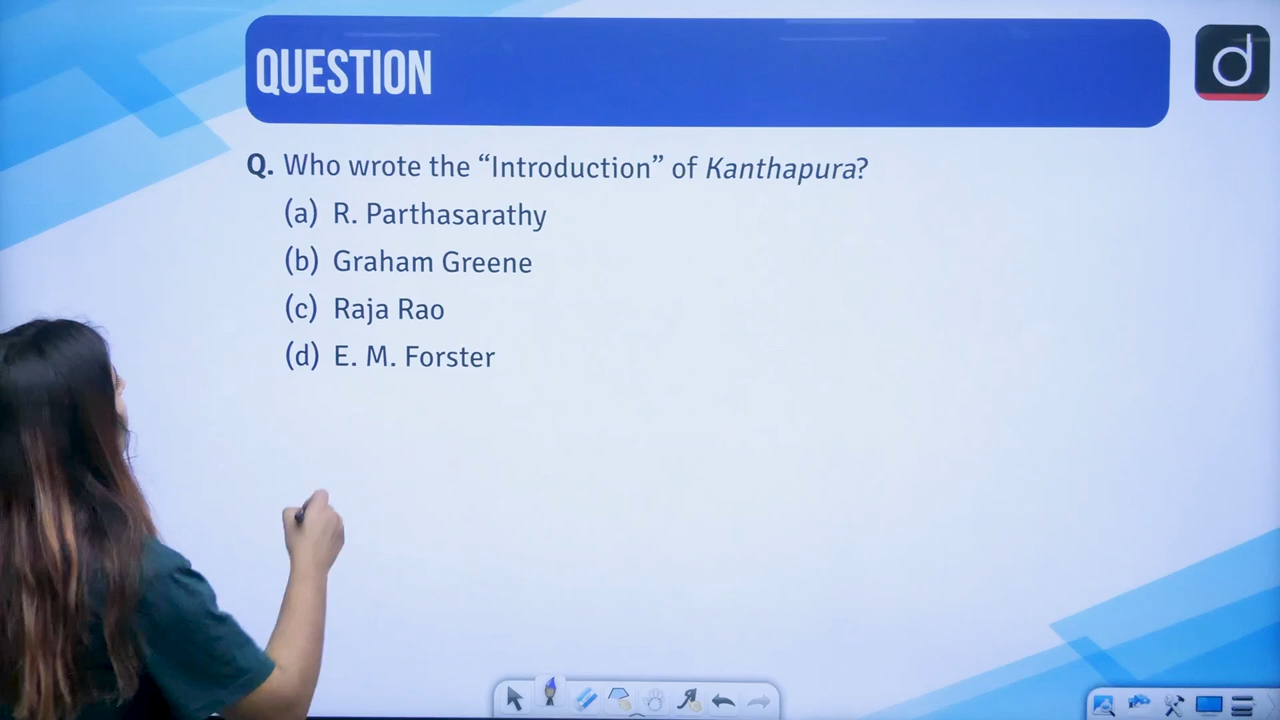 QUESTION
d
Q. Who wrote the “Introduction” of Kanthapura?
(a) R. Parthasarathy
(b) Graham Greene
(c) Raja Rao
(d) E. M. Forster